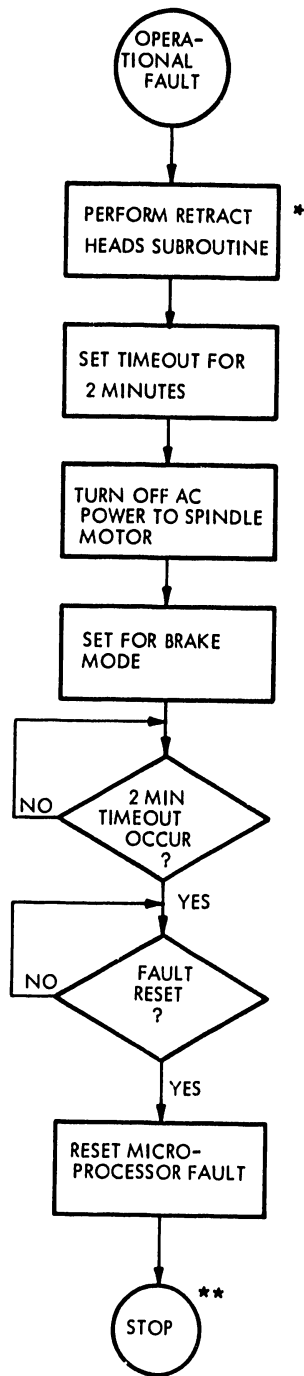 OPERA-
TIONAL
FAULT
PERFORM RETRACT
HEADS SUBROUTINE
*
SET TIMEOUT FOR
2 MINUTES
TURN OFF AC
POWER TO SPINDLE
MOTOR
SET FOR BRAKE
MODE
2 MIN
TIMEOUT
OCCUR
?
NO
YES
FAULT
RESET
?
NO
YES
RESET MICRO-
PROCESSOR FAULT
**
STOP